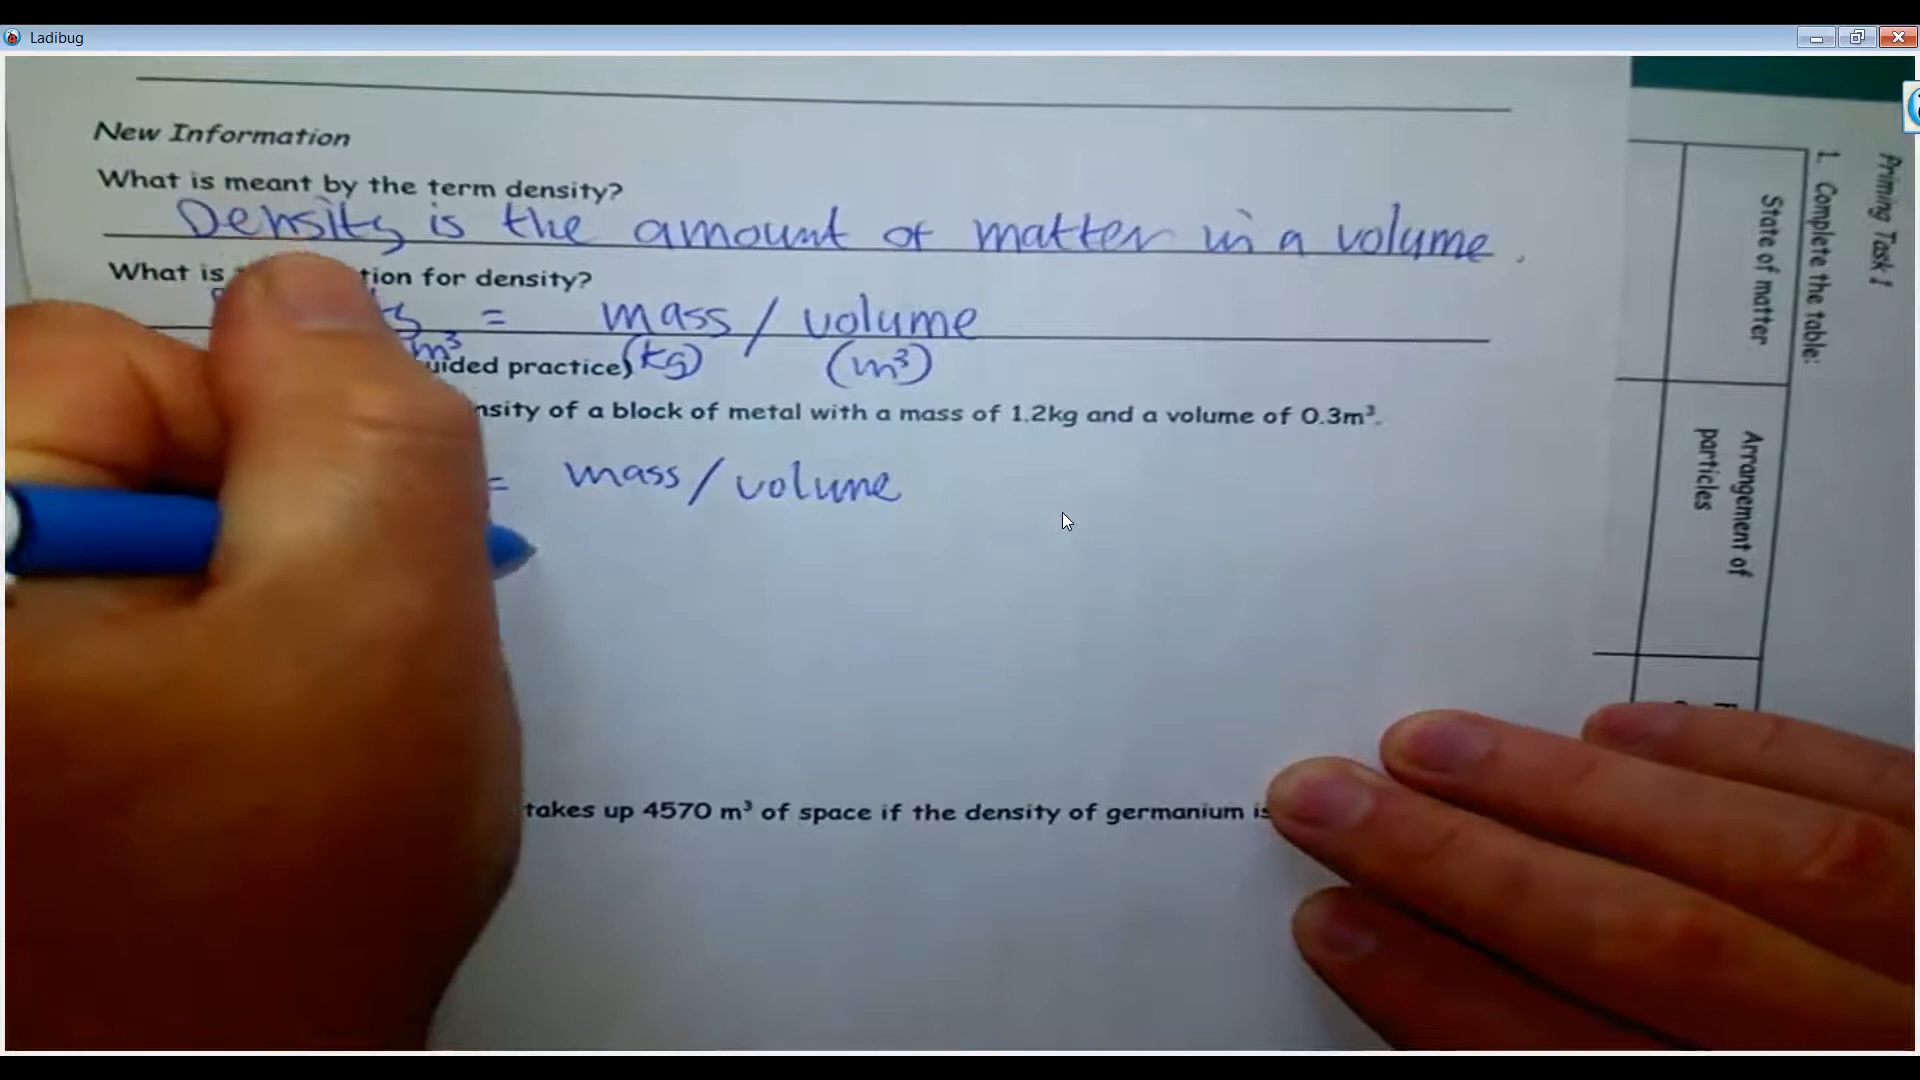 Ladibug
New Information
What is meant by the term density?
Density is the amount of matter in a volume.
What is tion for density?
= mass / volume
m³ (kg) (m³)
uided practice)
nsity of a block of metal with a mass of 1.2kg and a volume of 0.3m³.
= mass / volume
takes up 4570 m³ of space if the density of germanium is
Priming Task 1
1. Complete the table:
State of matter
Arrangement of
particles